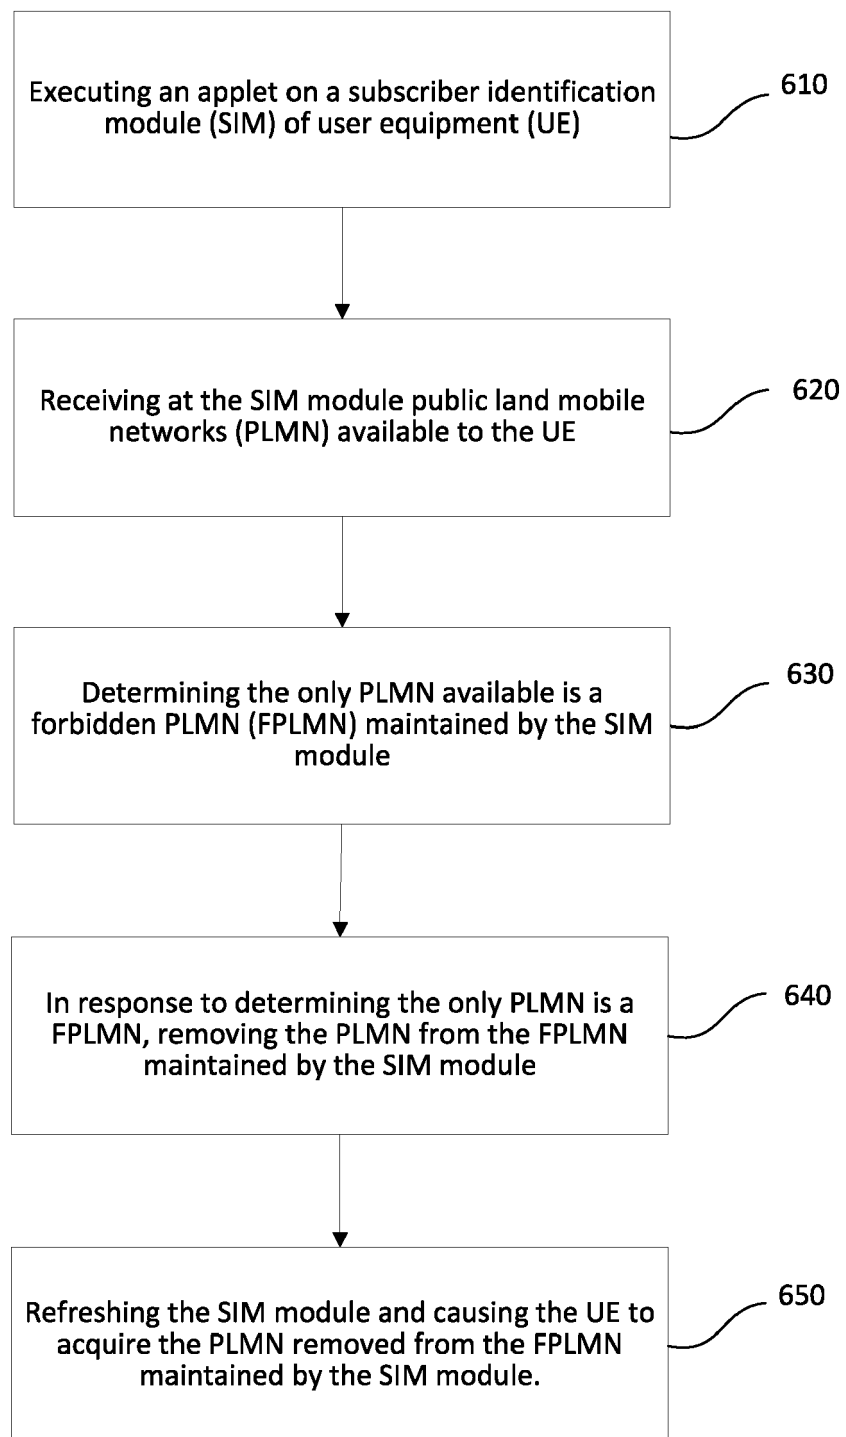 Executing an applet on a subscriber identification
module (SIM) of user equipment (UE)
610
Receiving at the SIM module public land mobile
networks (PLMN) available to the UE
620
Determining the only PLMN available is a
forbidden PLMN (FPLMN) maintained by the SIM
module
630
In response to determining the only PLMN is a
FPLMN, removing the PLMN from the FPLMN
maintained by the SIM module
640
Refreshing the SIM module and causing the UE to
acquire the PLMN removed from the FPLMN
maintained by the SIM module.
650